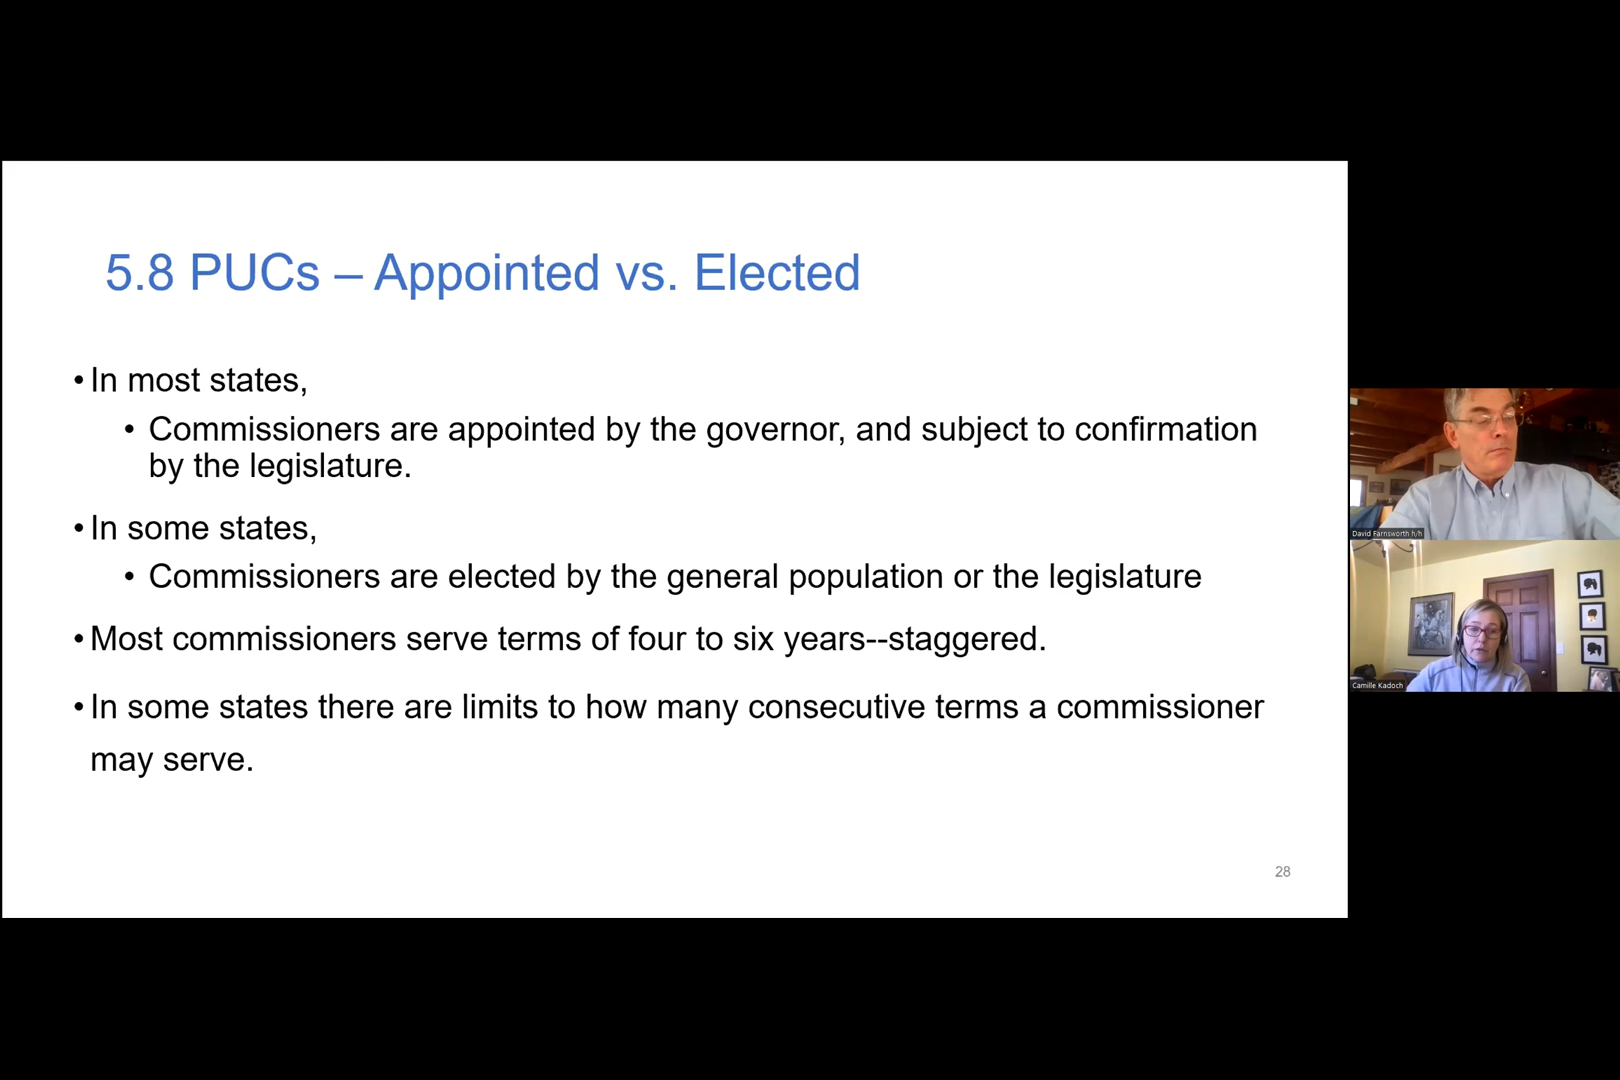 5.8 PUCs – Appointed vs. Elected
• In most states,
• Commissioners are appointed by the governor, and subject to confirmation
by the legislature.
• In some states,
• Commissioners are elected by the general population or the legislature
• Most commissioners serve terms of four to six years--staggered.
• In some states there are limits to how many consecutive terms a commissioner
may serve.
28
David Farnsworth h/h
Camille Kadoch